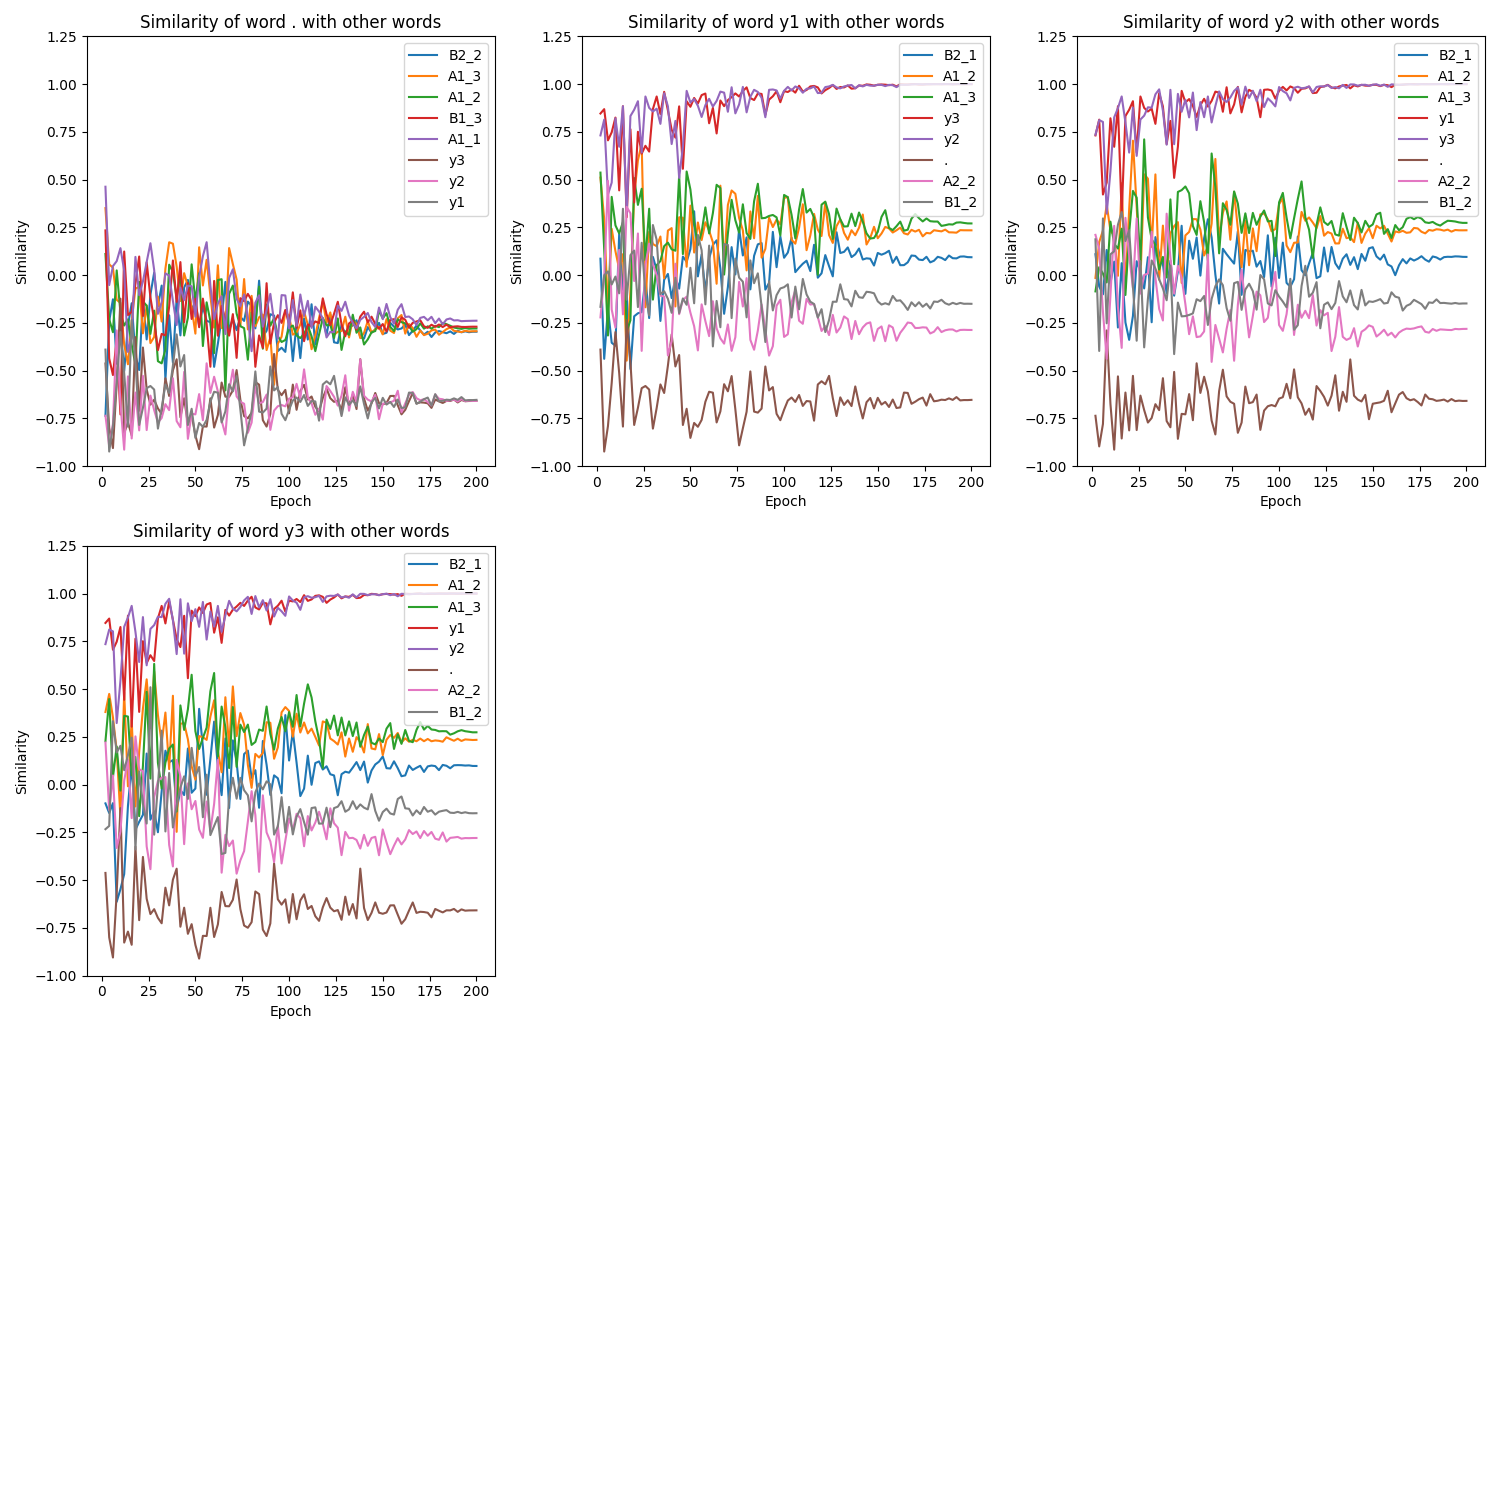 Similarity of word . with other words
1.25
1.00
0.75
0.50
0.25
0.00
−0.25
−0.50
−0.75
−1.00
Similarity
0 25 50 75 100 125 150 175 200
Epoch
B2_2
A1_3
A1_2
B1_3
A1_1
y3
y2
y1
Similarity of word y1 with other words
1.25
1.00
0.75
0.50
0.25
0.00
−0.25
−0.50
−0.75
−1.00
Similarity
0 25 50 75 100 125 150 175 200
Epoch
B2_1
A1_2
A1_3
y3
y2
.
A2_2
B1_2
Similarity of word y2 with other words
1.25
1.00
0.75
0.50
0.25
0.00
−0.25
−0.50
−0.75
−1.00
Similarity
0 25 50 75 100 125 150 175 200
Epoch
B2_1
A1_2
A1_3
y1
y3
.
A2_2
B1_2
Similarity of word y3 with other words
1.25
1.00
0.75
0.50
0.25
0.00
−0.25
−0.50
−0.75
−1.00
Similarity
0 25 50 75 100 125 150 175 200
Epoch
B2_1
A1_2
A1_3
y1
y2
.
A2_2
B1_2